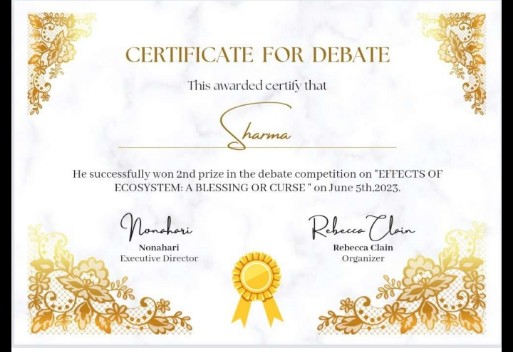 CERTIFICATE FOR DEBATE
This awarded certify that
Sharma
He successfully won 2nd prize in the debate competition on "EFFECTS OF
ECOSYSTEM: A BLESSING OR CURSE " on June 5th,2023.
Nonahari Rebecca Clain
Nonahari Rebecca Clain
Executive Director Organizer